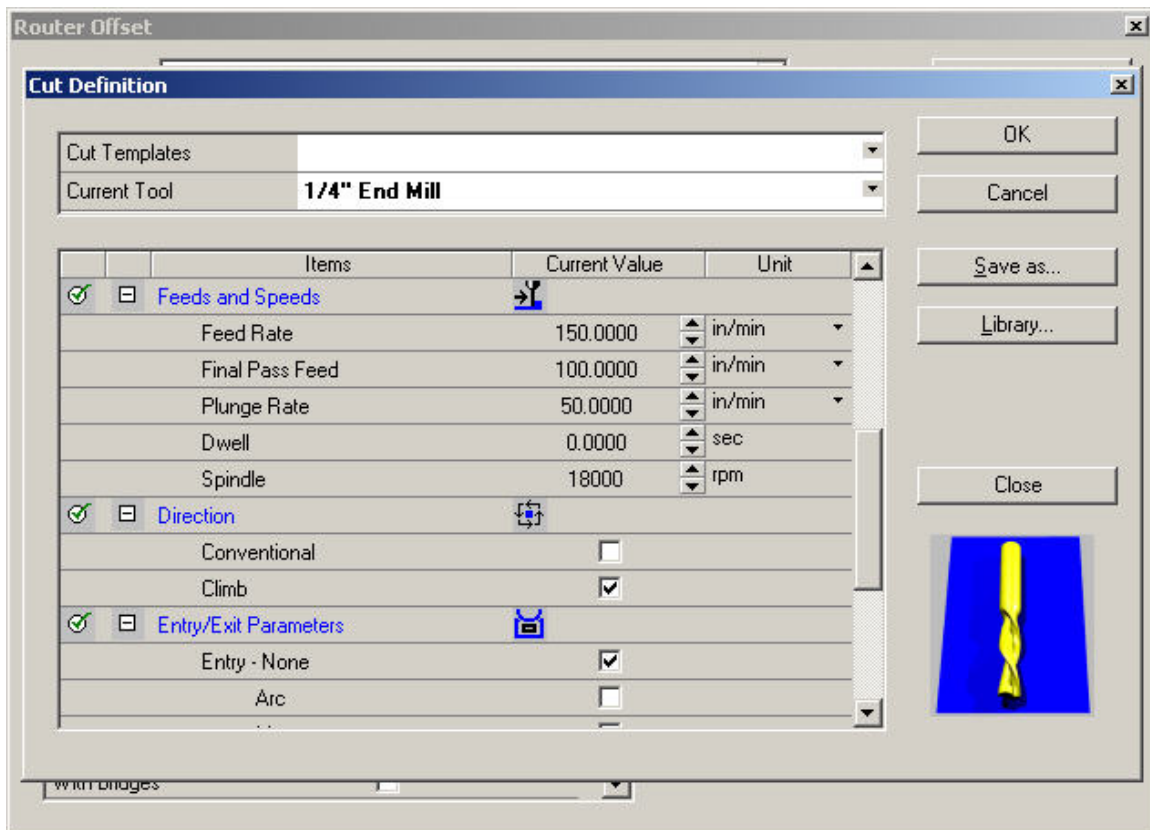 Router Offset
Cut Definition
Cut Templates
Current Tool 1/4" End Mill
OK
Cancel
Save as...
Library...
Close
Items Current Value Unit
Feeds and Speeds
Feed Rate 150.0000 in/min
Final Pass Feed 100.0000 in/min
Plunge Rate 50.0000 in/min
Dwell 0.0000 sec
Spindle 18000 rpm
Direction
Conventional
Climb
Entry/Exit Parameters
Entry - None
Arc
With Bridges